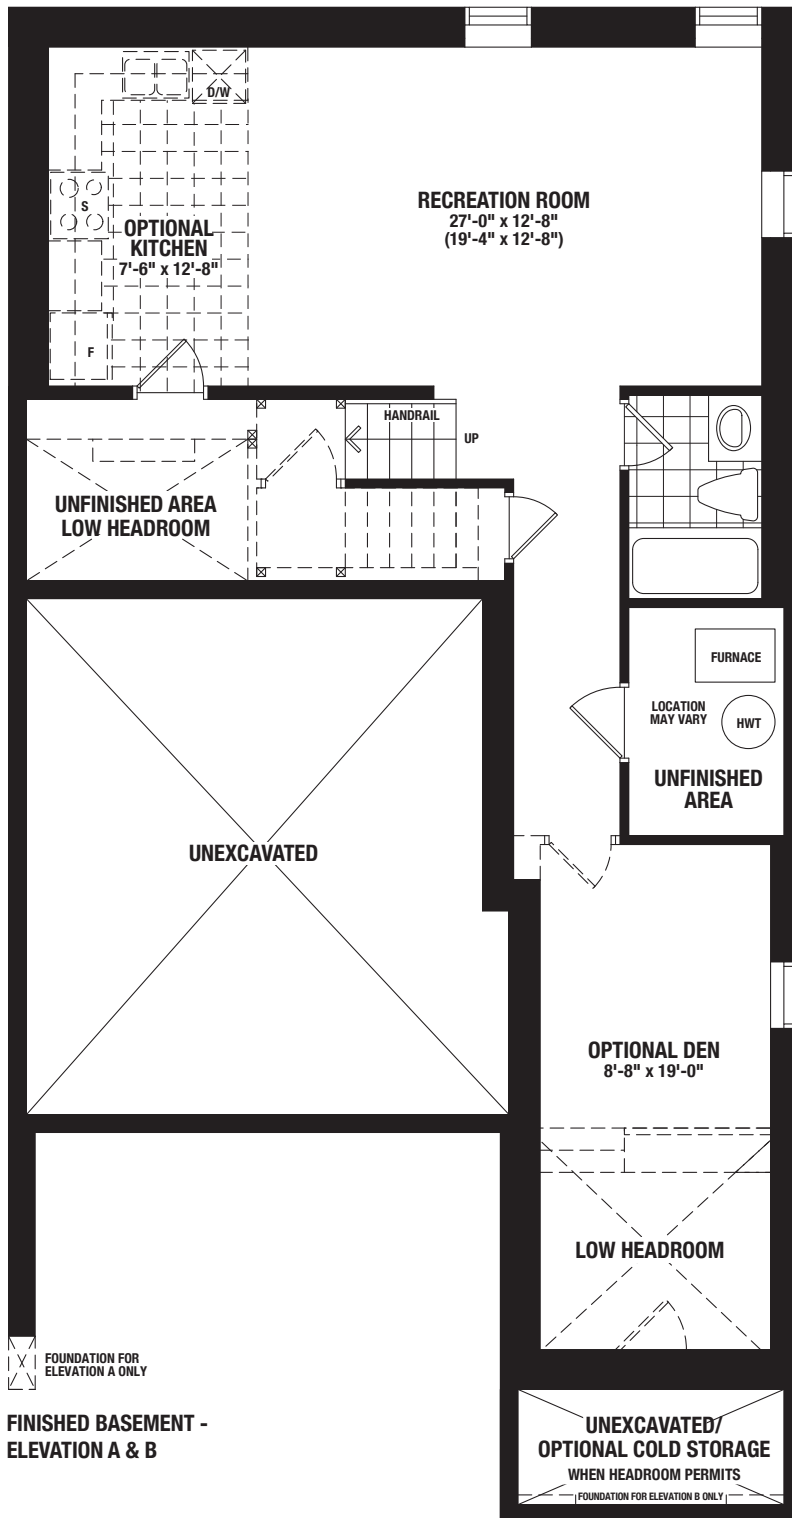 D/W
RECREATION ROOM
27'-0" x 12'-8"
(19'-4" x 12'-8")
S
OPTIONAL
KITCHEN
7'-6" x 12'-8"
F
HANDRAIL
UP
UNFINISHED AREA
LOW HEADROOM
FURNACE
LOCATION
MAY VARY
HWT
UNFINISHED
AREA
UNEXCAVATED
OPTIONAL DEN
8'-8" x 19'-0"
LOW HEADROOM
FOUNDATION FOR
ELEVATION A ONLY
FINISHED BASEMENT -
ELEVATION A & B
UNEXCAVATED/
OPTIONAL COLD STORAGE
WHEN HEADROOM PERMITS
FOUNDATION FOR ELEVATION B ONLY